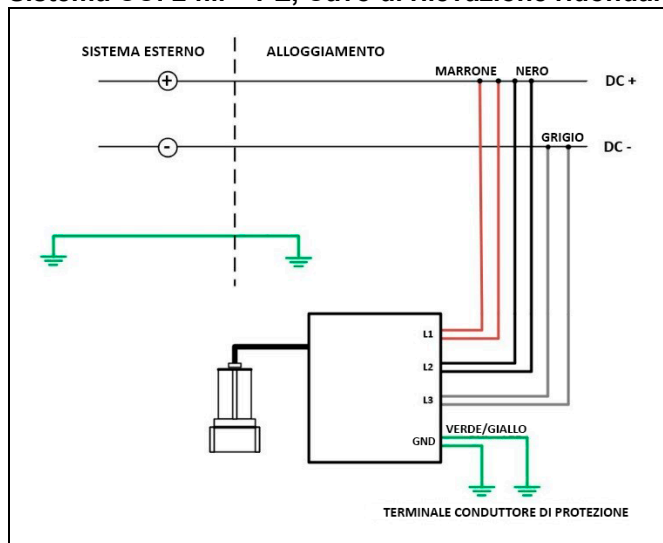 SISTEMA ESTERNO
ALLOGGIAMENTO
MARRONE
NERO
+
DC +
GRIGIO
-
DC -
L1
L2
L3
VERDE/GIALLO
GND
TERMINALE CONDUTTORE DI PROTEZIONE